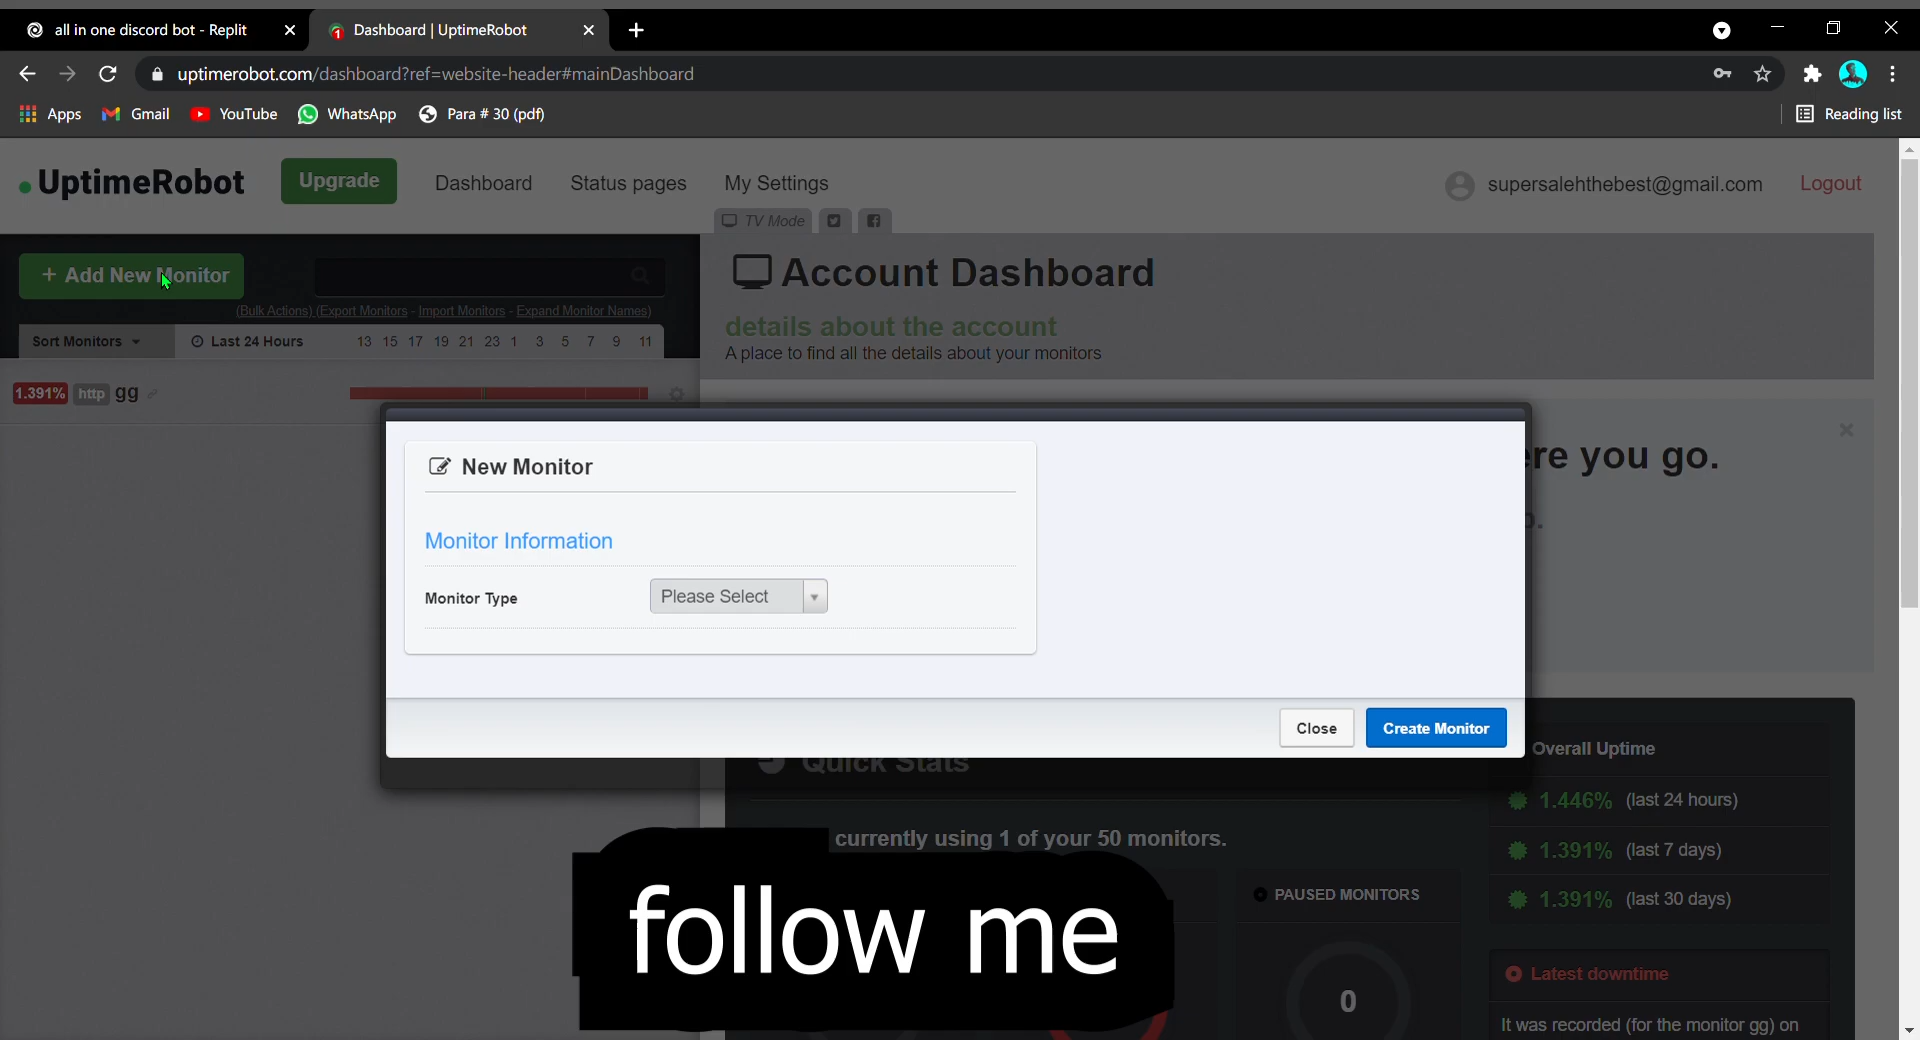 all in one discord bot - Replit
Dashboard | UptimeRobot
uptimerobot.com/dashboard?ref=website-header#mainDashboard
Apps
Gmail
YouTube
WhatsApp
Para # 30 (pdf)
Reading list
UptimeRobot
Upgrade
Dashboard
Status pages
My Settings
supersalehthebest@gmail.com
Logout
TV Mode
+ Add New Monitor
(Bulk Actions) (Export Monitors - Import Monitors - Expand Monitor Names)
Sort Monitors
Last 24 Hours
13 15 17 19 21 23 1 3 5 7 9 11
Account Dashboard
details about the account
A place to find all the details about your monitors
1.391% http gg
re you go.
New Monitor
Monitor Information
Monitor Type
Please Select
Close
Create Monitor
Quick Stats
currently using 1 of your 50 monitors.
Overall Uptime
1.446% (last 24 hours)
1.391% (last 7 days)
1.391% (last 30 days)
PAUSED MONITORS
0
Latest downtime
It was recorded (for the monitor gg) on
follow me